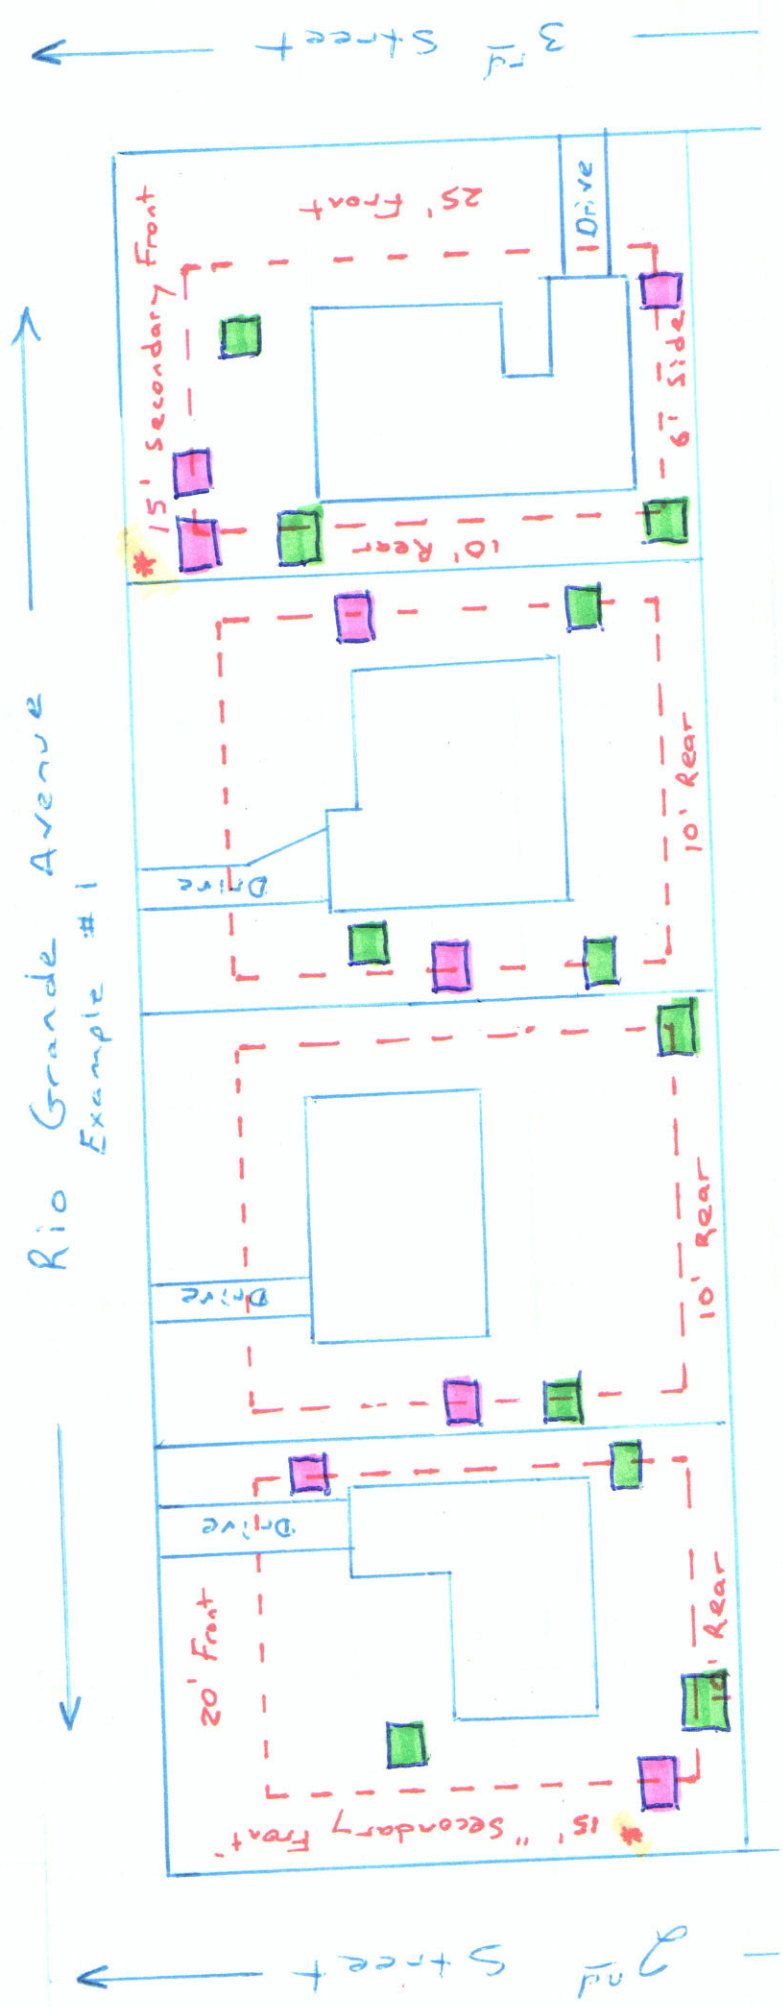 3rd Street
25' Front
Drive
15' Secondary Front
*
6' Side
10' Rear
Rio Grande Avenue
Example #1
Drive
10' Rear
Drive
10' Rear
Drive
20' Front
10' Rear
* 15' "Secondary Front"
2nd Street